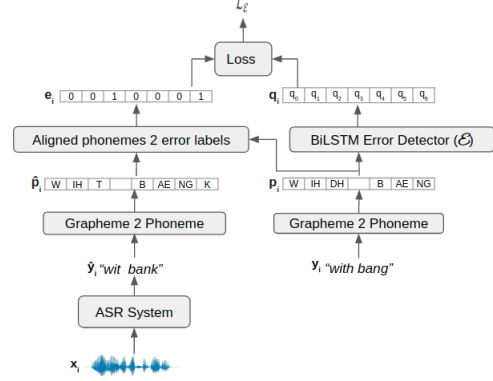 ℒ_ℰ
Loss
e_i 0 0 1 0 0 0 1
q_i q_0 q_1 q_2 q_3 q_4 q_5 q_6
Aligned phonemes 2 error labels
BiLSTM Error Detector (ℰ)
p̂_i W IH T B AE NG K
p_i W IH DH B AE NG
Grapheme 2 Phoneme
Grapheme 2 Phoneme
ŷ_i “wit bank”
y_i “with bang”
ASR System
x_i